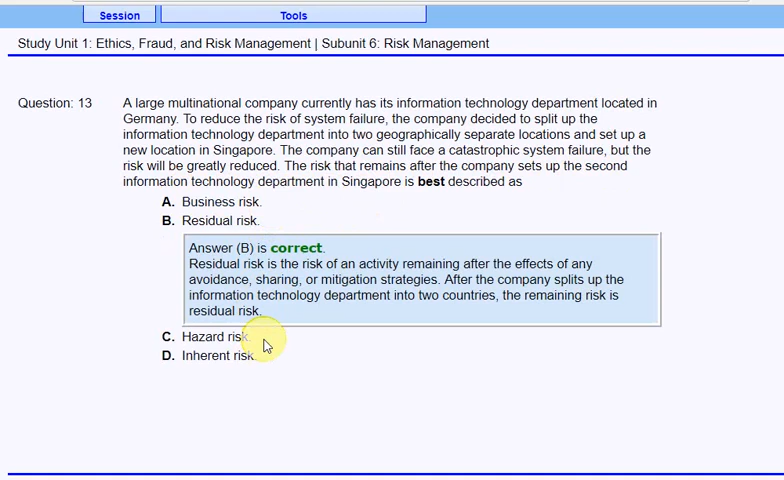 Session Tools
Study Unit 1: Ethics, Fraud, and Risk Management | Subunit 6: Risk Management
Question: 13 A large multinational company currently has its information technology department located in
Germany. To reduce the risk of system failure, the company decided to split up the
information technology department into two geographically separate locations and set up a
new location in Singapore. The company can still face a catastrophic system failure, but the
risk will be greatly reduced. The risk that remains after the company sets up the second
information technology department in Singapore is best described as
A. Business risk.
B. Residual risk.
Answer (B) is correct.
Residual risk is the risk of an activity remaining after the effects of any
avoidance, sharing, or mitigation strategies. After the company splits up the
information technology department into two countries, the remaining risk is
residual risk.
C. Hazard risk.
D. Inherent risk.